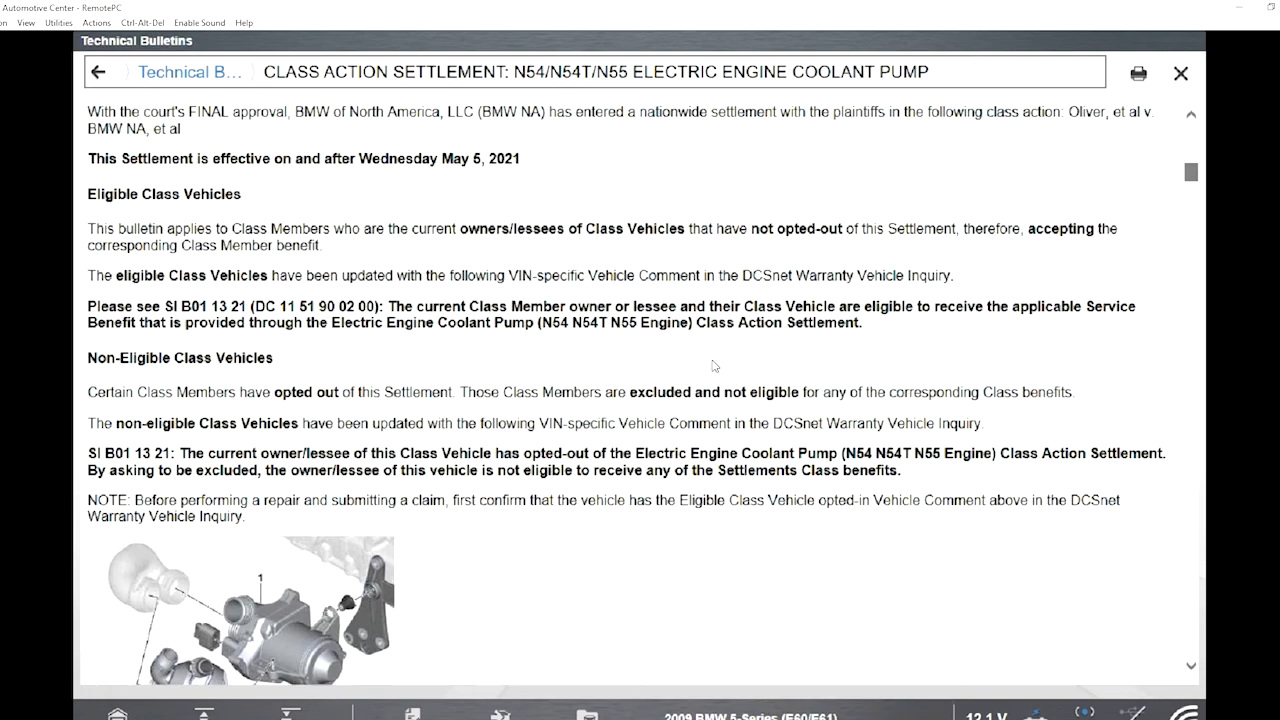 Automotive Center - RemotePC
on View Utilities Actions Ctrl-Alt-Del Enable Sound Help
Technical Bulletins
Technical B... CLASS ACTION SETTLEMENT: N54/N54T/N55 ELECTRIC ENGINE COOLANT PUMP
With the court's FINAL approval, BMW of North America, LLC (BMW NA) has entered a nationwide settlement with the plaintiffs in the following class action: Oliver, et al v.
BMW NA, et al
This Settlement is effective on and after Wednesday May 5, 2021
Eligible Class Vehicles
This bulletin applies to Class Members who are the current owners/lessees of Class Vehicles that have not opted-out of this Settlement, therefore, accepting the
corresponding Class Member benefit.
The eligible Class Vehicles have been updated with the following VIN-specific Vehicle Comment in the DCSnet Warranty Vehicle Inquiry.
Please see SI B01 13 21 (DC 11 51 90 02 00): The current Class Member owner or lessee and their Class Vehicle are eligible to receive the applicable Service
Benefit that is provided through the Electric Engine Coolant Pump (N54 N54T N55 Engine) Class Action Settlement.
Non-Eligible Class Vehicles
Certain Class Members have opted out of this Settlement. Those Class Members are excluded and not eligible for any of the corresponding Class benefits.
The non-eligible Class Vehicles have been updated with the following VIN-specific Vehicle Comment in the DCSnet Warranty Vehicle Inquiry.
SI B01 13 21: The current owner/lessee of this Class Vehicle has opted-out of the Electric Engine Coolant Pump (N54 N54T N55 Engine) Class Action Settlement.
By asking to be excluded, the owner/lessee of this vehicle is not eligible to receive any of the Settlements Class benefits.
NOTE: Before performing a repair and submitting a claim, first confirm that the vehicle has the Eligible Class Vehicle opted-in Vehicle Comment above in the DCSnet
Warranty Vehicle Inquiry.
1
2009 BMW 5-Series (E60/E61) 12.1 V